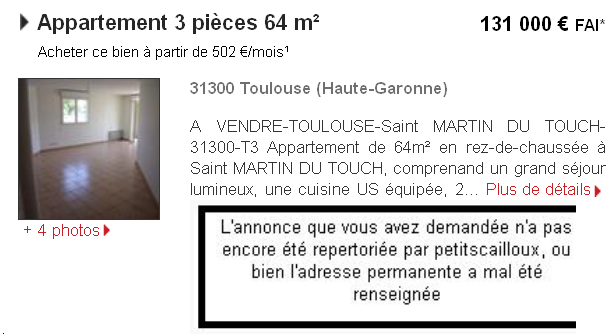 Appartement 3 pièces 64 m²
131 000 € FAI*
Acheter ce bien à partir de 502 €/mois¹
31300 Toulouse (Haute-Garonne)
A VENDRE-TOULOUSE-Saint MARTIN DU TOUCH-
31300-T3 Appartement de 64m² en rez-de-chaussée à
Saint MARTIN DU TOUCH, comprenand un grand séjour
lumineux, une cuisine US équipée, 2... Plus de détails
+ 4 photos
L'annonce que vous avez demandée n'a pas
encore été repertoriée par petitscailloux, ou
bien l'adresse permanente a mal été
renseignée